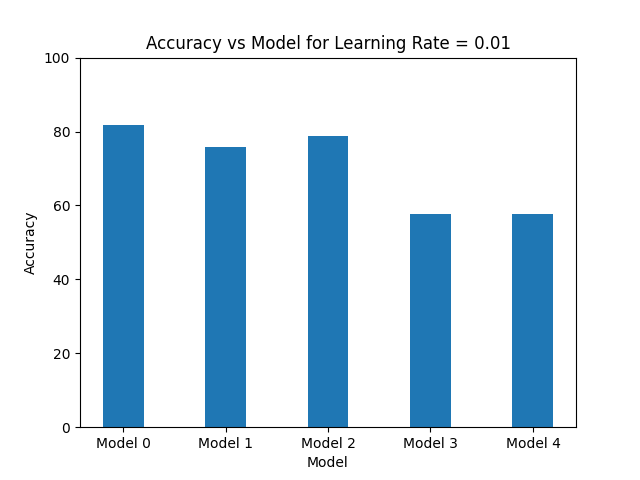 Accuracy vs Model for Learning Rate = 0.01
100
80
60
40
20
0
Accuracy
Model 0 Model 1 Model 2 Model 3 Model 4
Model